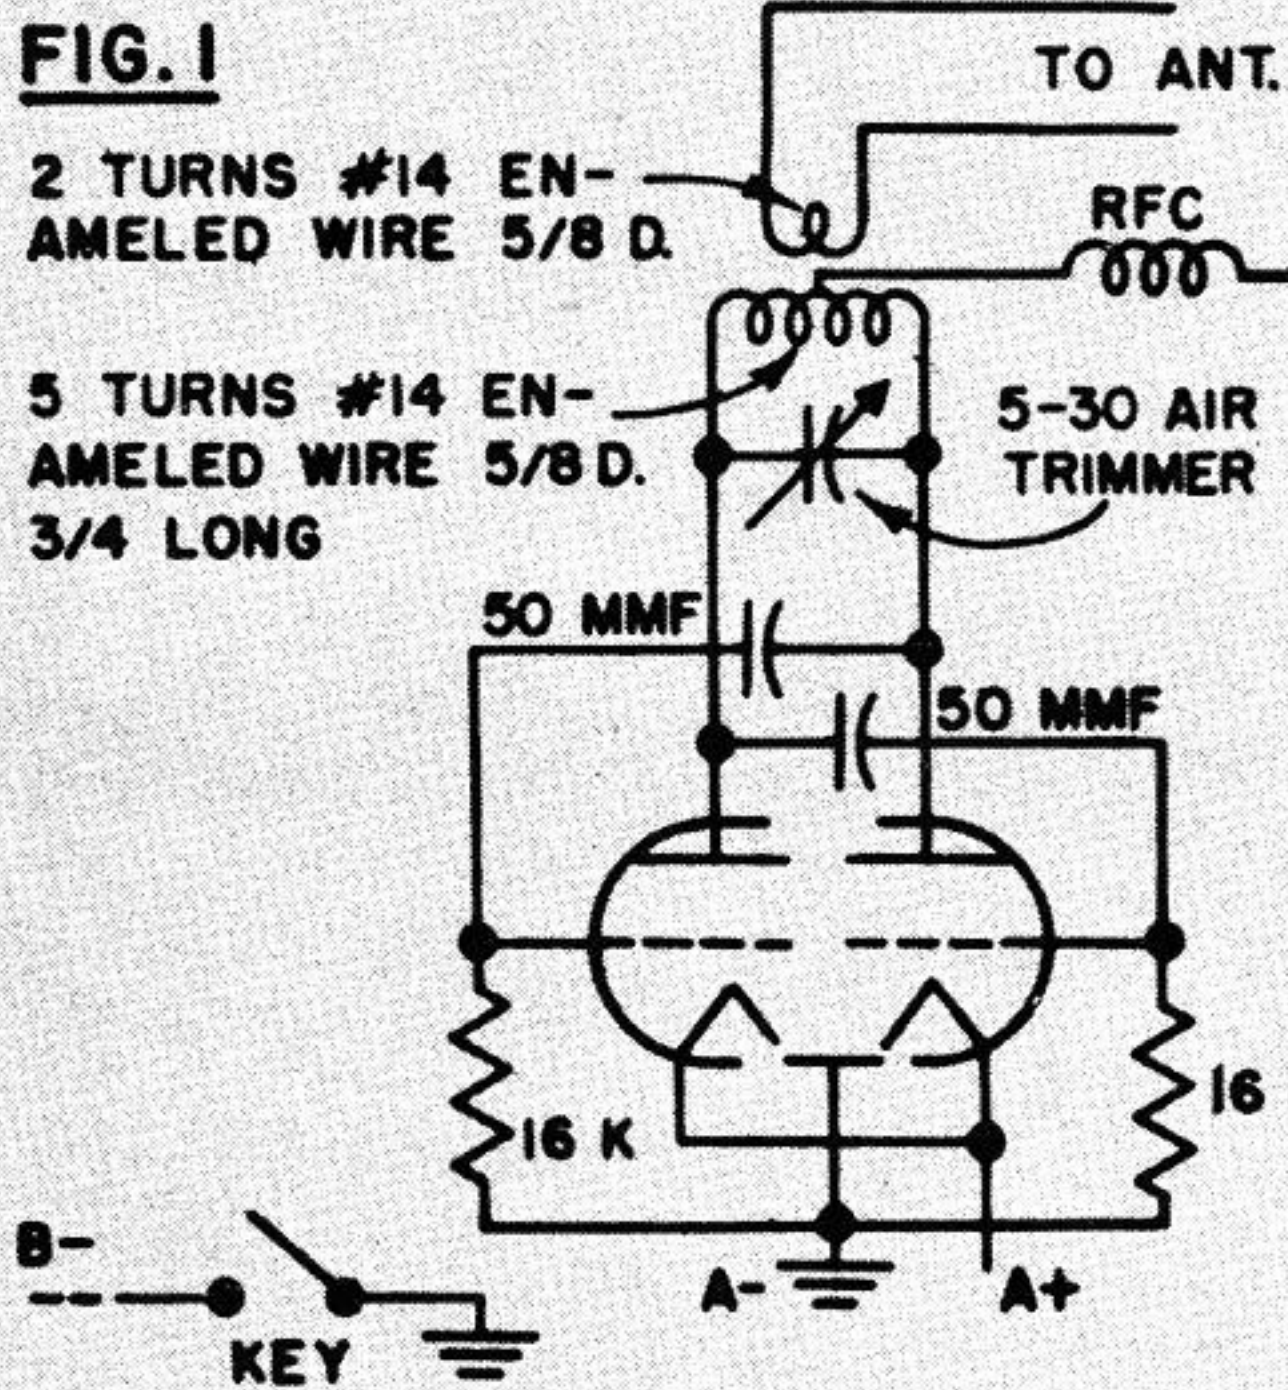 FIG. 1
TO ANT.
2 TURNS #14 EN-
AMELED WIRE 5/8 D.
RFC
5 TURNS #14 EN-
AMELED WIRE 5/8 D.
3/4 LONG
5-30 AIR
TRIMMER
50 MMF
50 MMF
16 K
16
B-
KEY
A-
A+